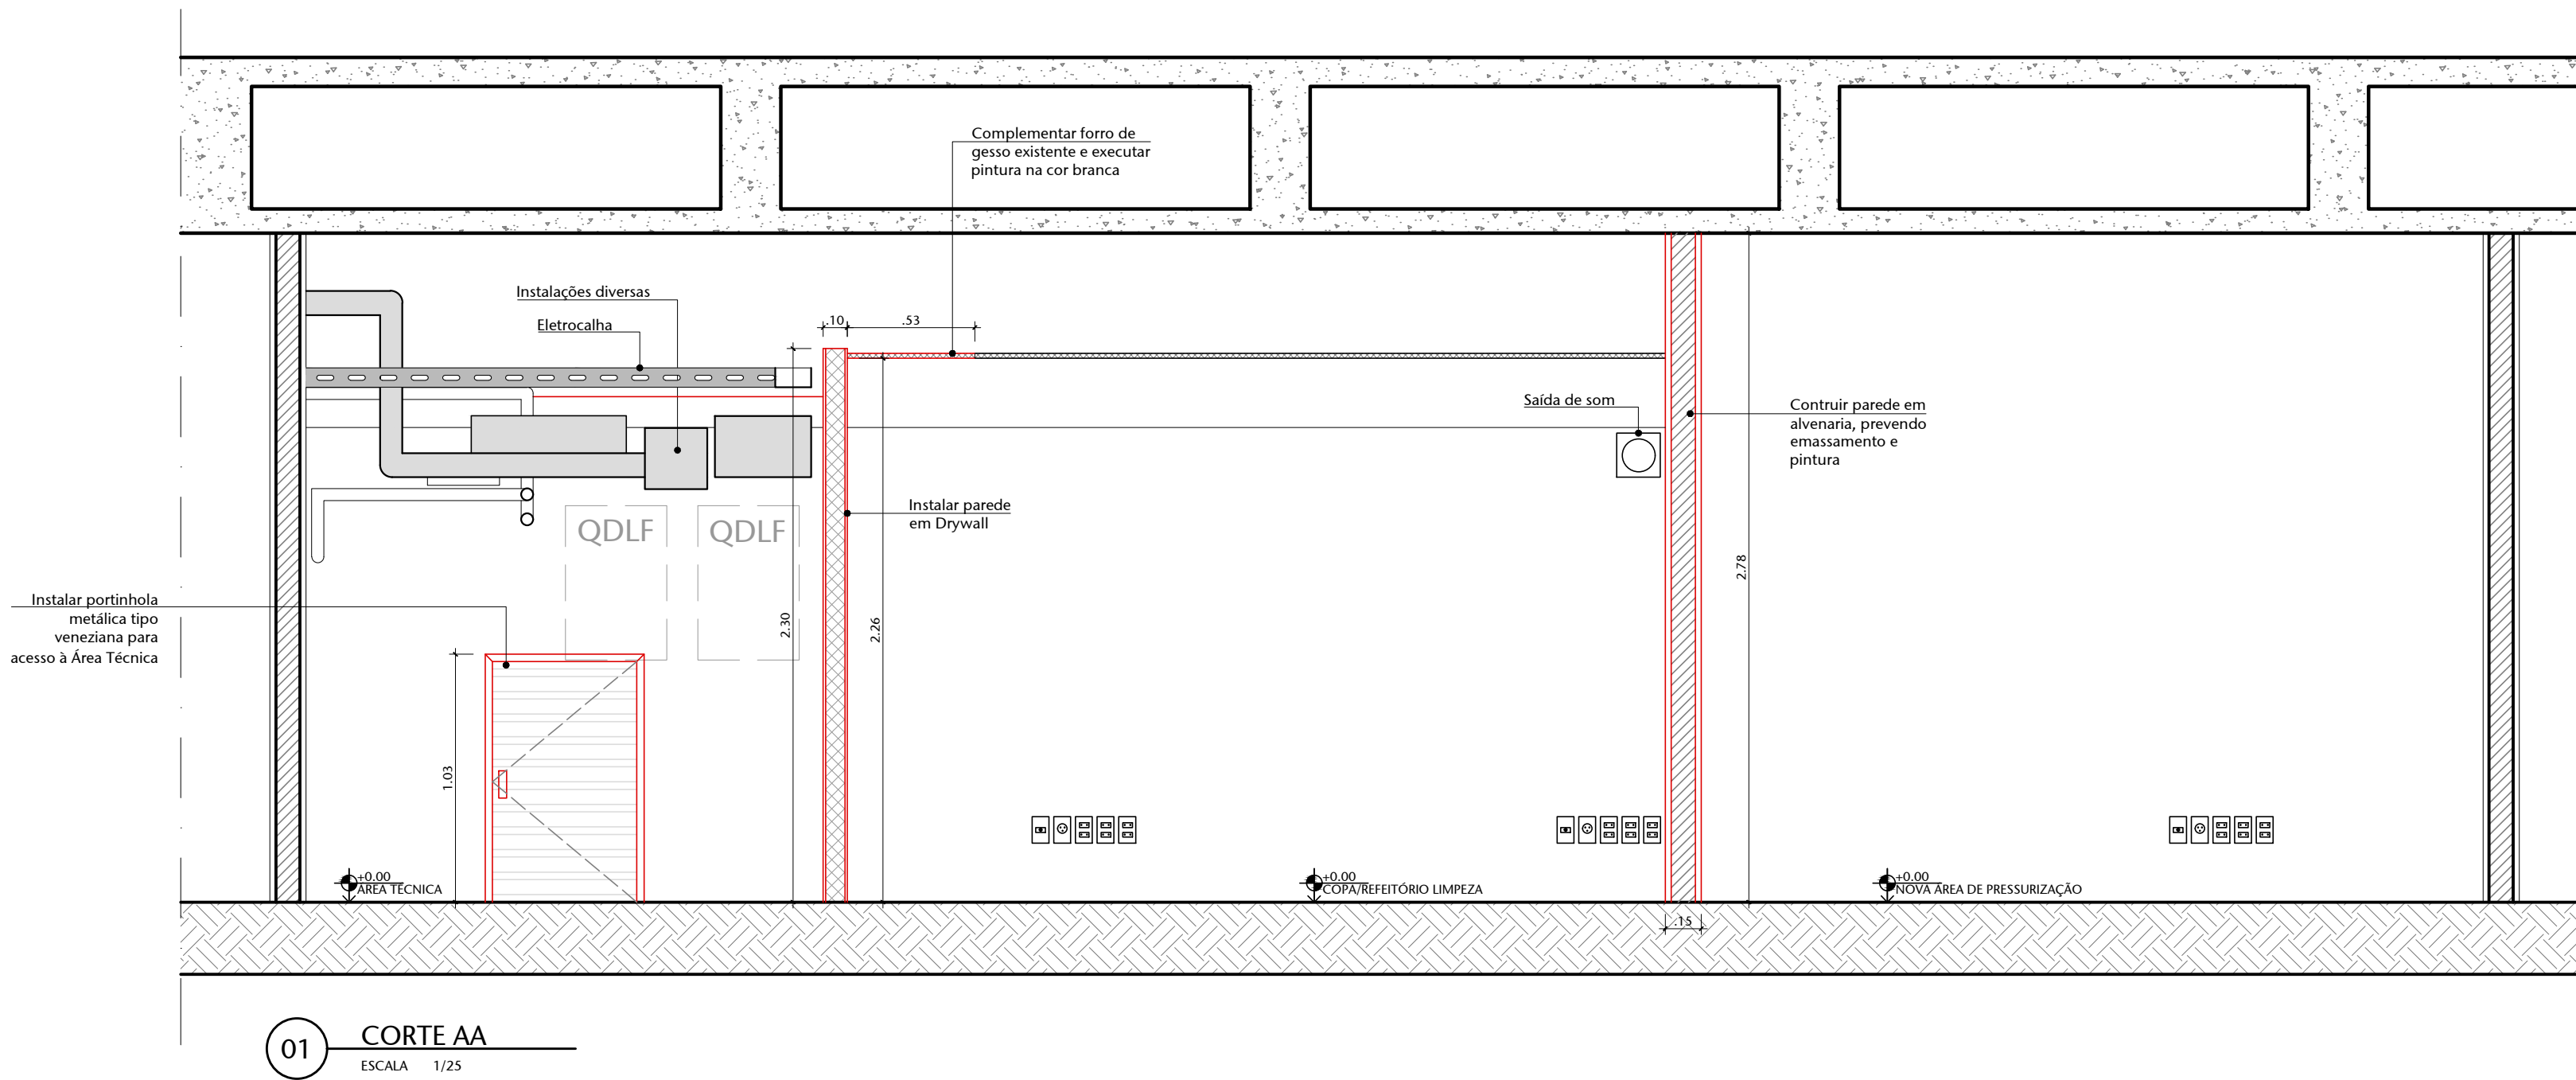 Complementar forro de
gesso existente e executar
pintura na cor branca
Instalações diversas
Eletrocalha
.10
.53
Saída de som
Contruir parede em
alvenaria, prevendo
emassamento e
pintura
Instalar parede
em Drywall
QDLF
QDLF
2.78
2.30
2.26
Instalar portinhola
metálica tipo
veneziana para
acesso à Área Técnica
1.03
+0.00
ÁREA TÉCNICA
+0.00
COPA/REFEITÓRIO LIMPEZA
+0.00
NOVA ÁREA DE PRESSURIZAÇÃO
.15
01
CORTE AA
ESCALA 1/25